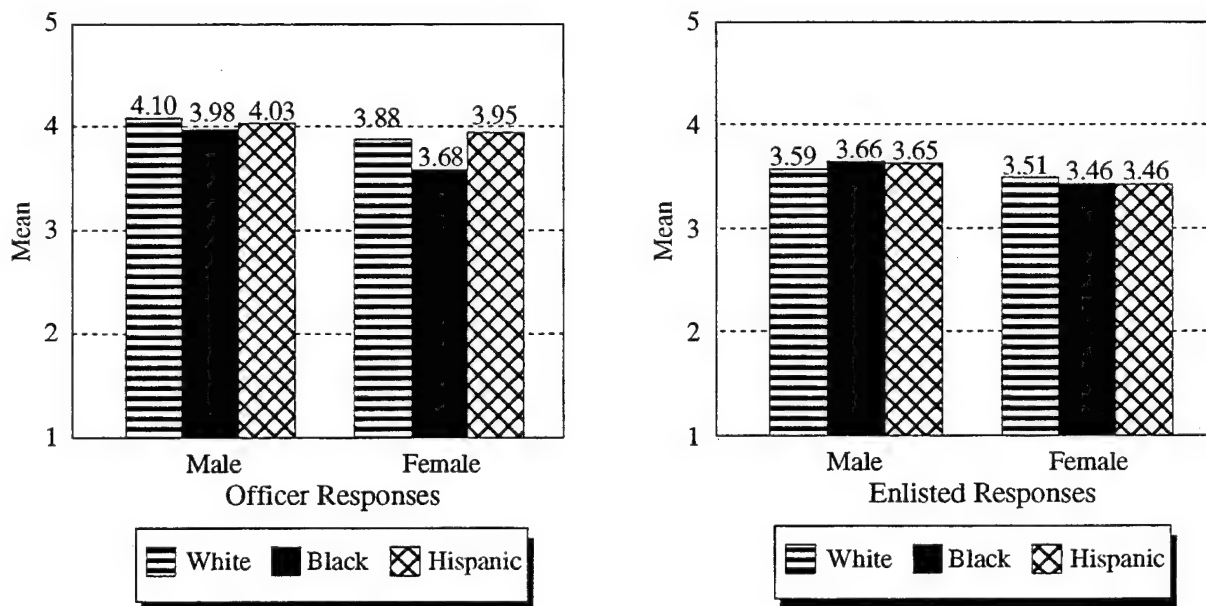 5
4
3
2
1
Mean
4.10 3.98 4.03
3.88 3.68 3.95
Male Female
Officer Responses
White Black Hispanic
5
4
3
2
1
Mean
3.59 3.66 3.65
3.51 3.46 3.46
Male Female
Enlisted Responses
White Black Hispanic